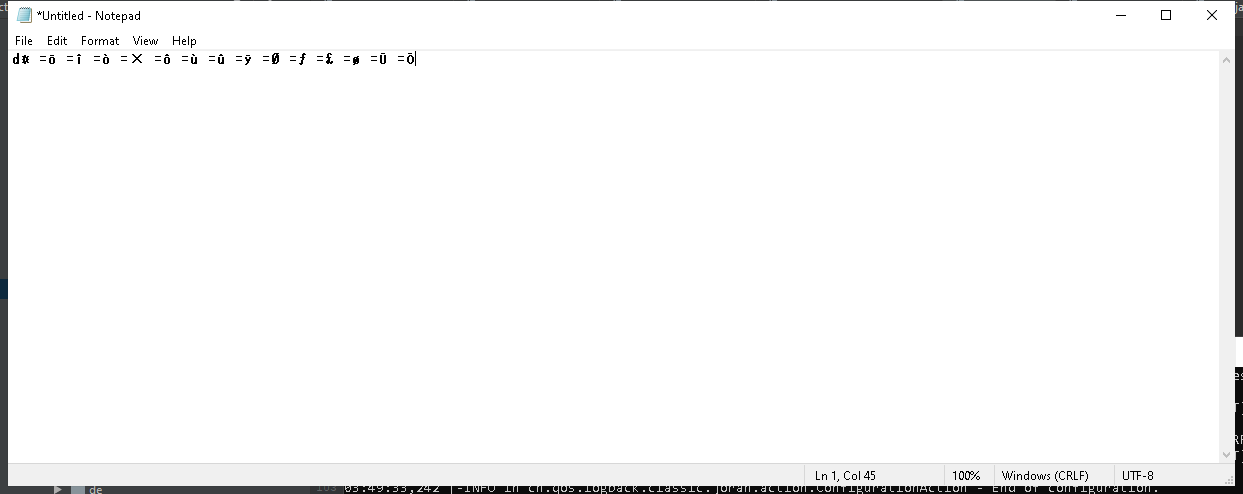 *Untitled - Notepad
File Edit Format View Help
=ö =î =ò =× =ô =ù =û =ÿ =Ø =ƒ =£ =ø =Ü =Ö
Ln 1, Col 45 100% Windows (CRLF) UTF-8
de
03:49:33,242 |-INFO in ch.qos.logback.classic.joran.action.ConfigurationAction - End of configuration.